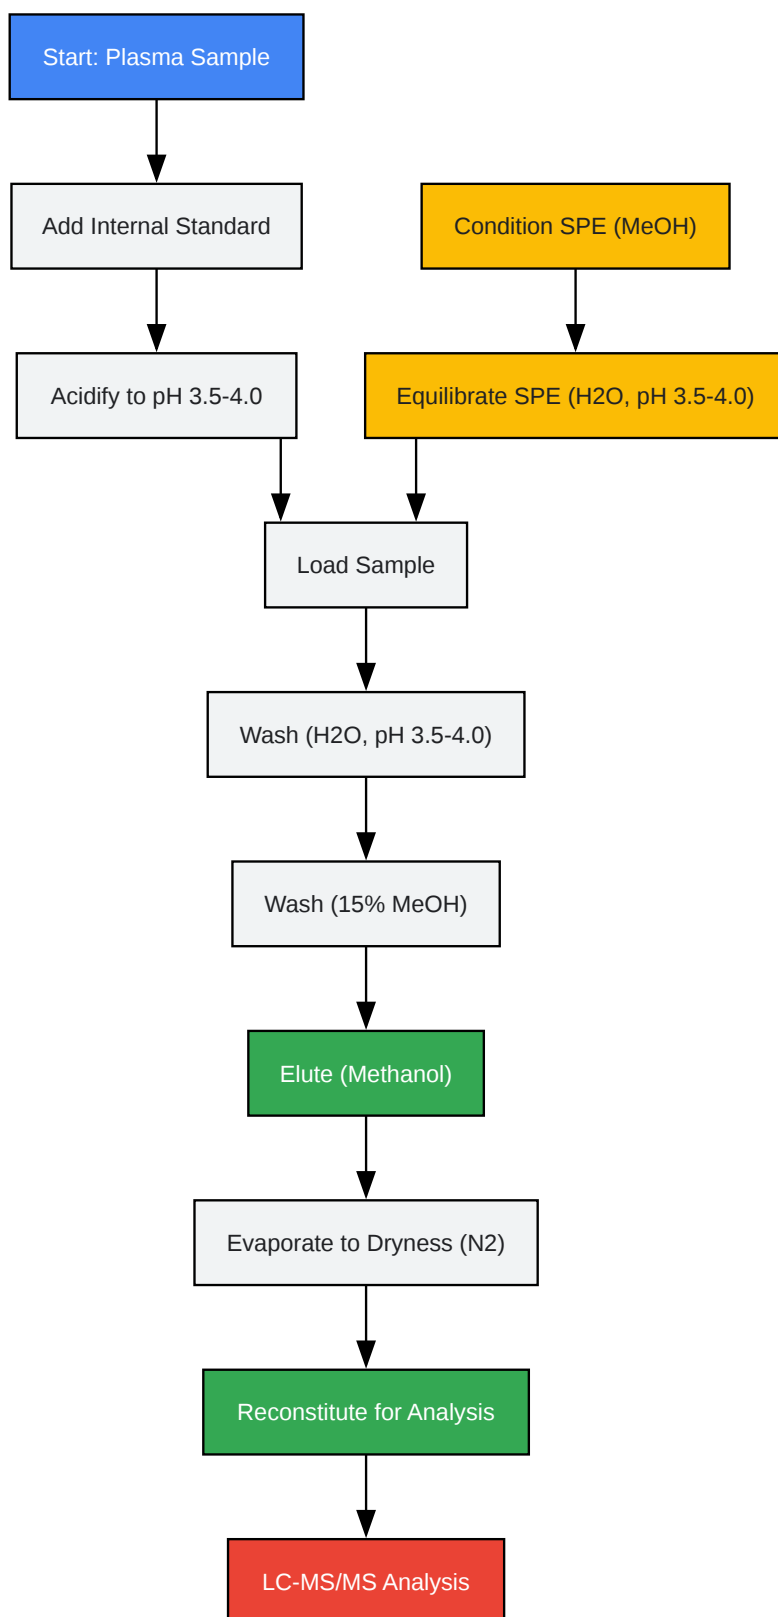 Start: Plasma Sample
Add Internal Standard
Condition SPE (MeOH)
Acidify to pH 3.5-4.0
Equilibrate SPE (H2O, pH 3.5-4.0)
Load Sample
Wash (H2O, pH 3.5-4.0)
Wash (15% MeOH)
Elute (Methanol)
Evaporate to Dryness (N2)
Reconstitute for Analysis
LC-MS/MS Analysis